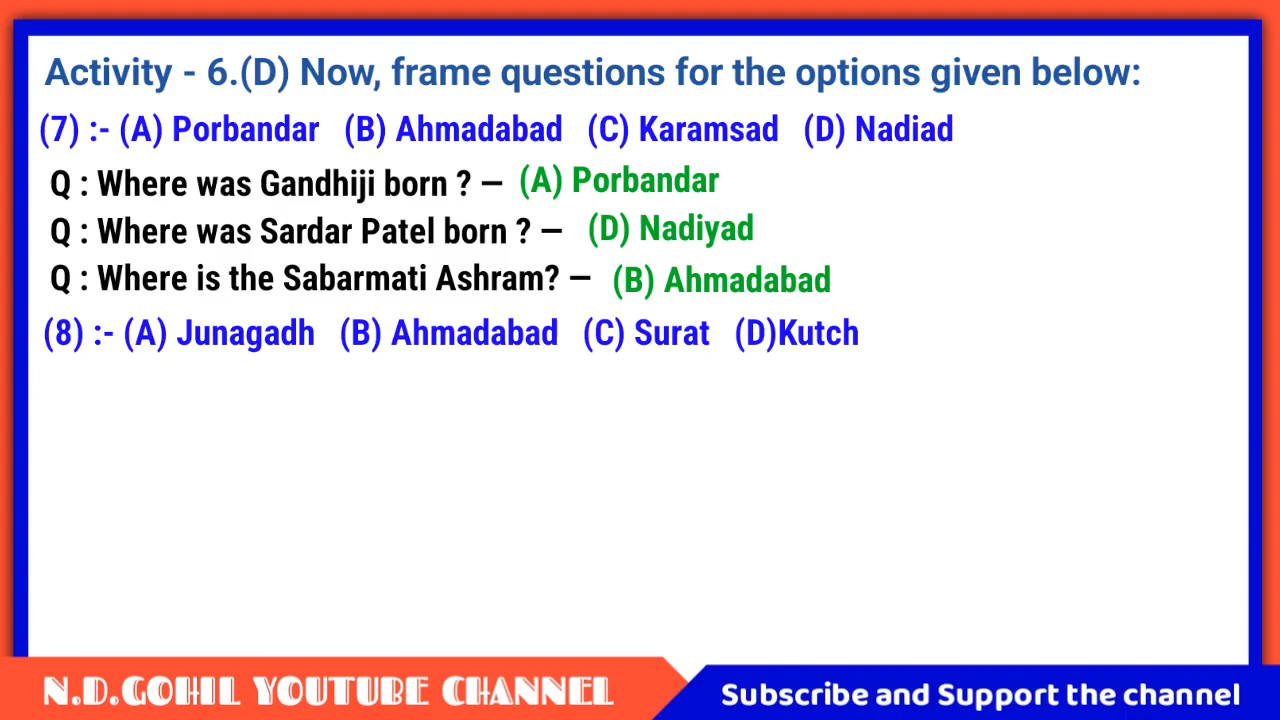 Activity - 6.(D) Now, frame questions for the options given below:
(7) :- (A) Porbandar (B) Ahmadabad (C) Karamsad (D) Nadiad
Q : Where was Gandhiji born ? – (A) Porbandar
Q : Where was Sardar Patel born ? – (D) Nadiyad
Q : Where is the Sabarmati Ashram? – (B) Ahmadabad
(8) :- (A) Junagadh (B) Ahmadabad (C) Surat (D)Kutch
N.D.GOHIL YOUTUBE CHANNEL
Subscribe and Support the channel